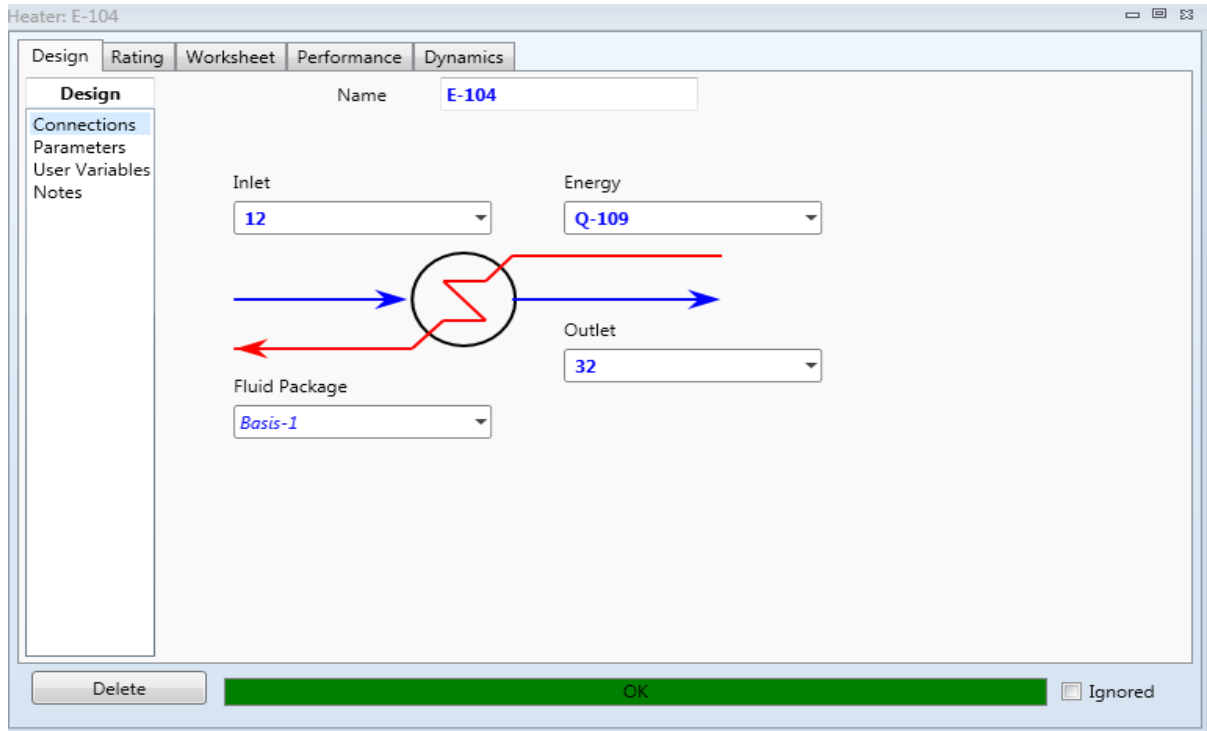 Heater: E-104
Design Rating Worksheet Performance Dynamics
Design
Connections
Parameters
User Variables
Notes
Name E-104
Inlet
12
Energy
Q-109
Outlet
32
Fluid Package
Basis-1
Delete OK Ignored